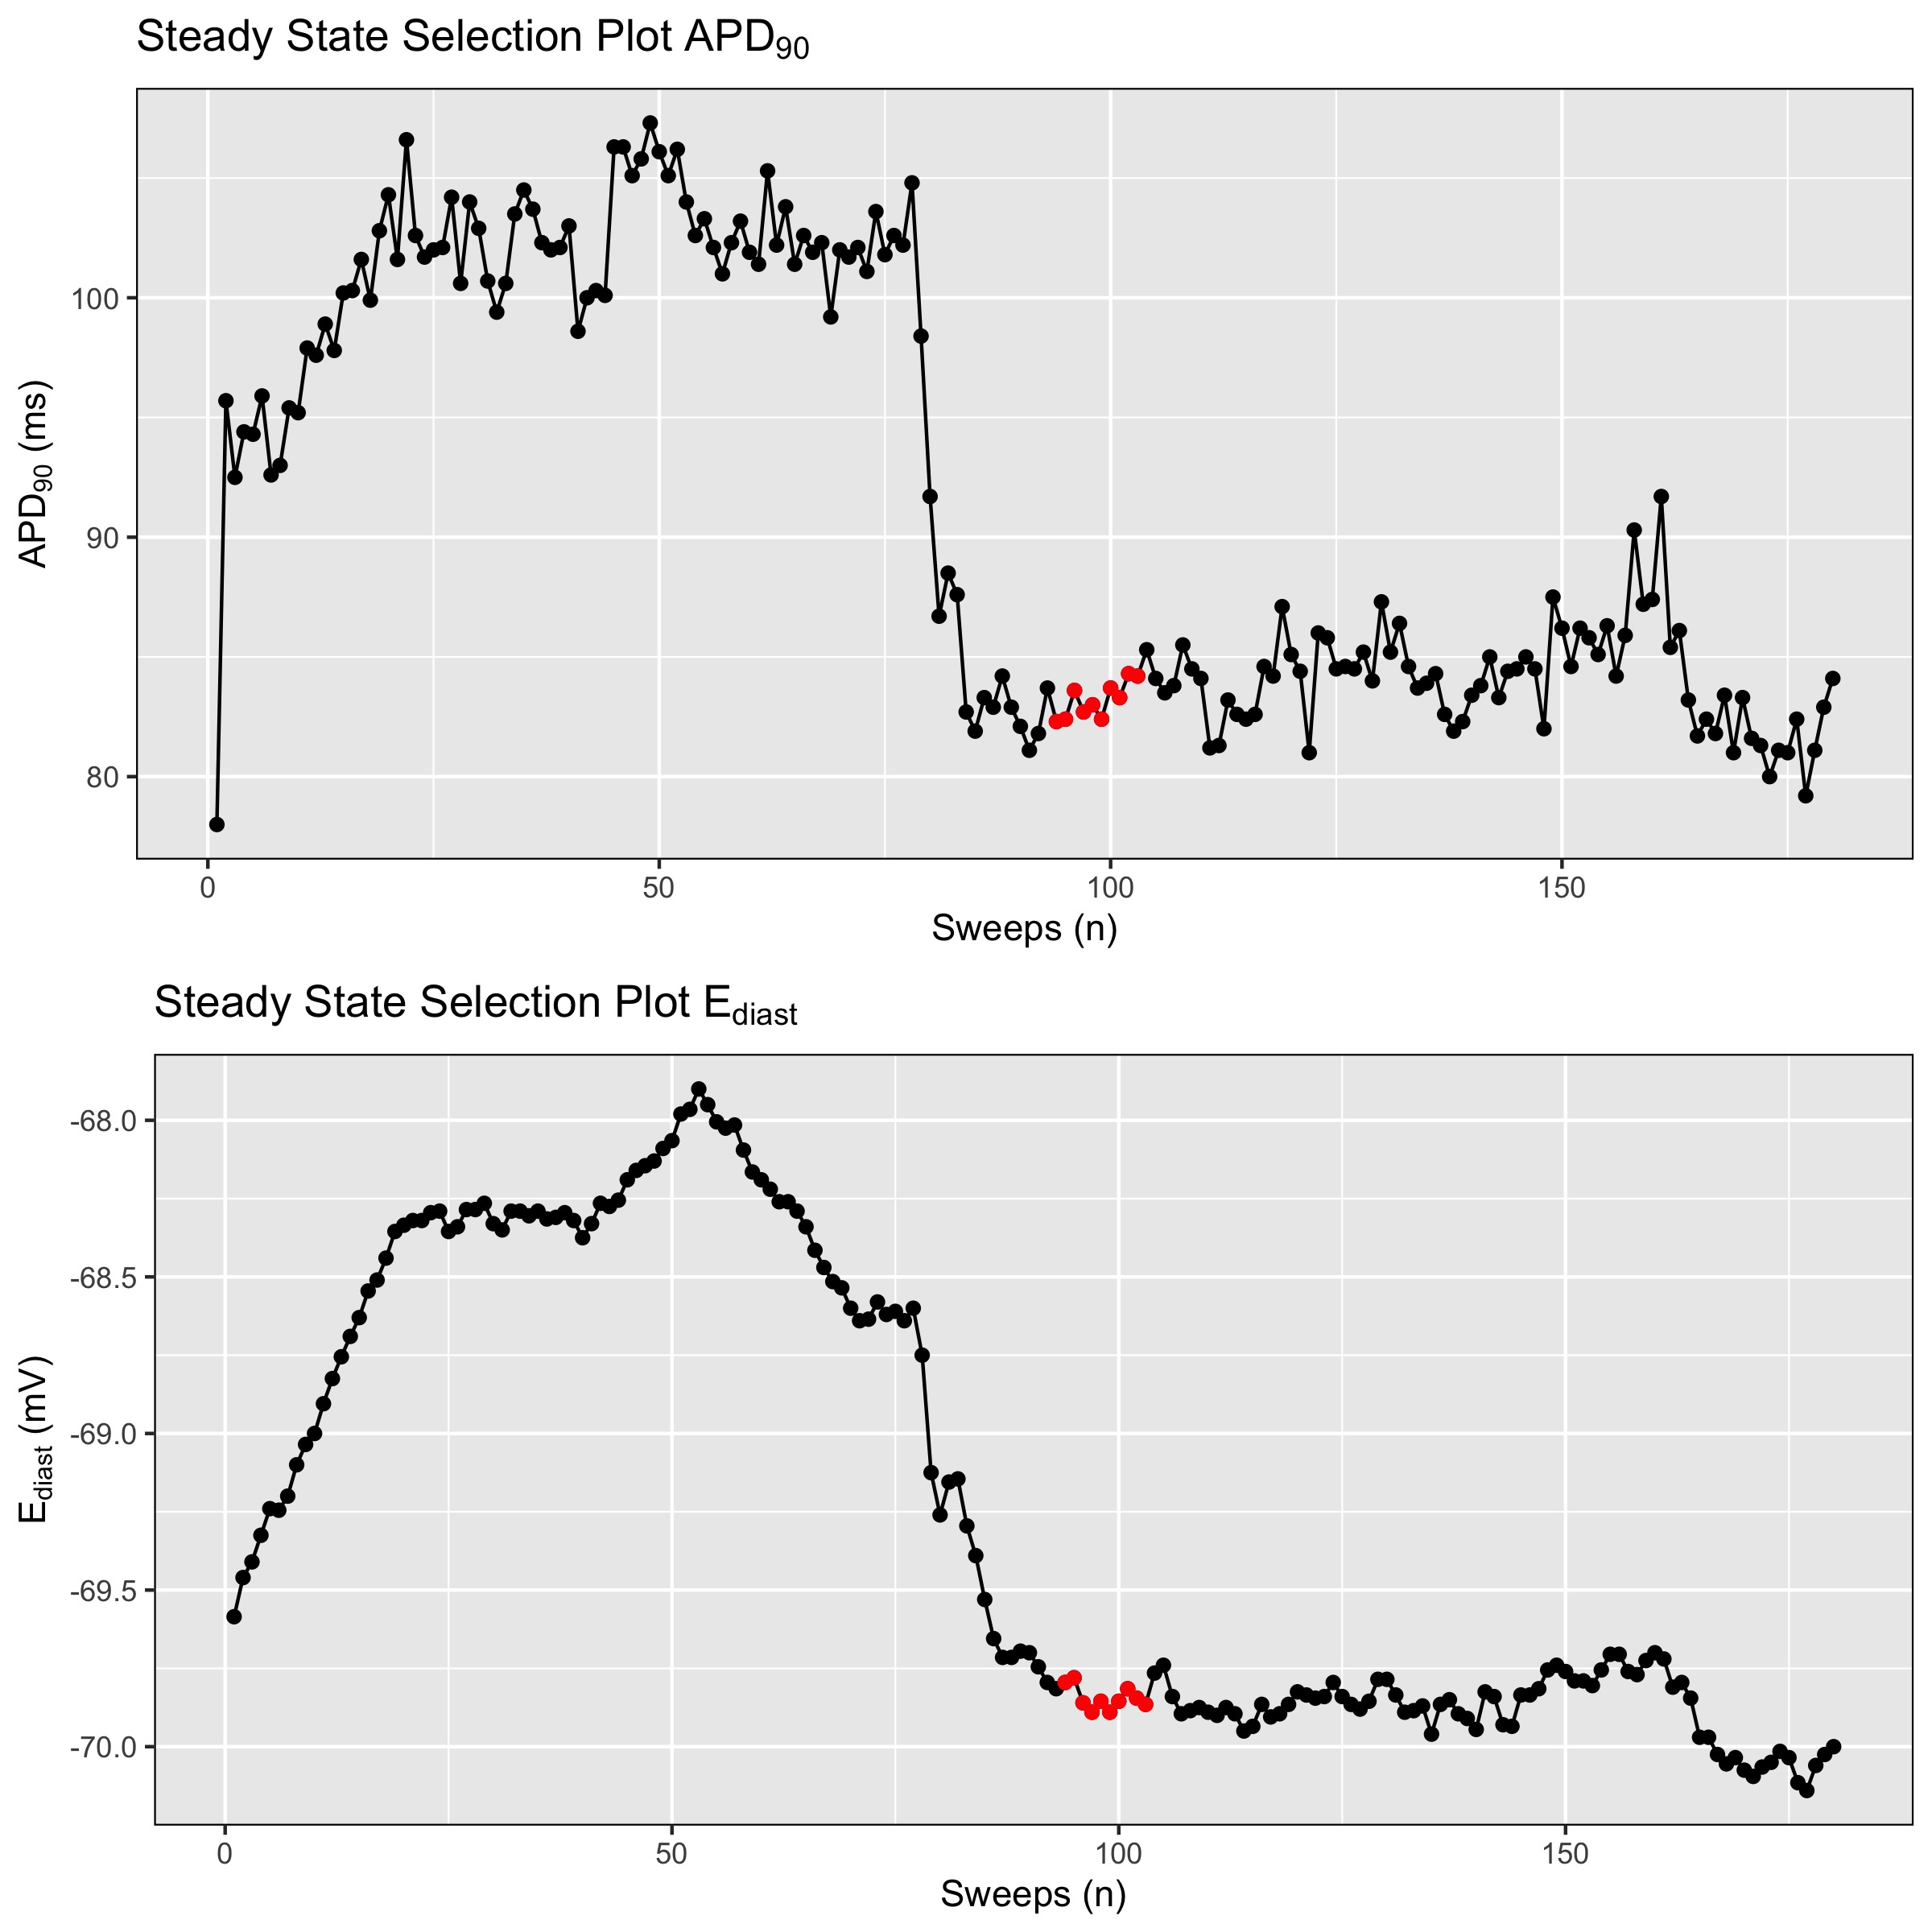 Steady State Selection Plot APD90
APD90 (ms)
100
90
80
0 50 100 150
Sweeps (n)
Steady State Selection Plot Ediast
Ediast (mV)
-68.0
-68.5
-69.0
-69.5
-70.0
0 50 100 150
Sweeps (n)